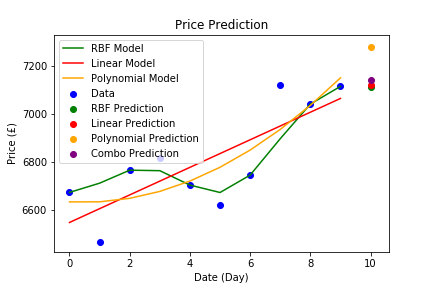 Price Prediction
RBF Model
Linear Model
Polynomial Model
Data
RBF Prediction
Linear Prediction
Polynomial Prediction
Combo Prediction
Price (£)
7200
7000
6800
6600
0 2 4 6 8 10
Date (Day)